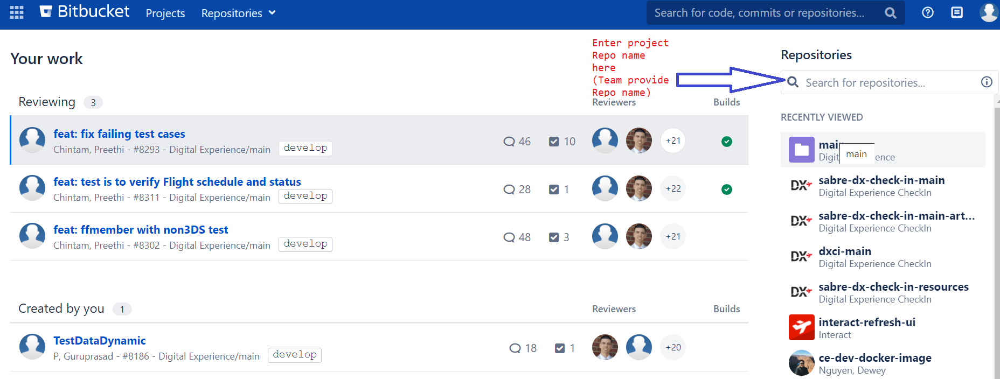 Bitbucket Projects Repositories Search for code, commits or repositories...
Your work
Enter project
Repo name
here
(Team provide
Repo name)
Repositories
Search for repositories...
Reviewing 3 Reviewers Builds
feat: fix failing test cases
Chintam, Preethi - #8293 - Digital Experience/main develop
46 10 +21
feat: test is to verify Flight schedule and status
Chintam, Preethi - #8311 - Digital Experience/main develop
28 1 +22
feat: ffmember with non3DS test
Chintam, Preethi - #8302 - Digital Experience/main develop
48 3 +21
Created by you 1 Reviewers Builds
TestDataDynamic
P, Guruprasad - #8186 - Digital Experience/main develop
18 1 +20
RECENTLY VIEWED
main
Digit main ence
sabre-dx-check-in-main
Digital Experience CheckIn
sabre-dx-check-in-main-art...
Digital Experience CheckIn
dxci-main
Digital Experience CheckIn
sabre-dx-check-in-resources
Digital Experience CheckIn
interact-refresh-ui
Interact
ce-dev-docker-image
Nguyen, Dewey
DX
DX
DX
DX